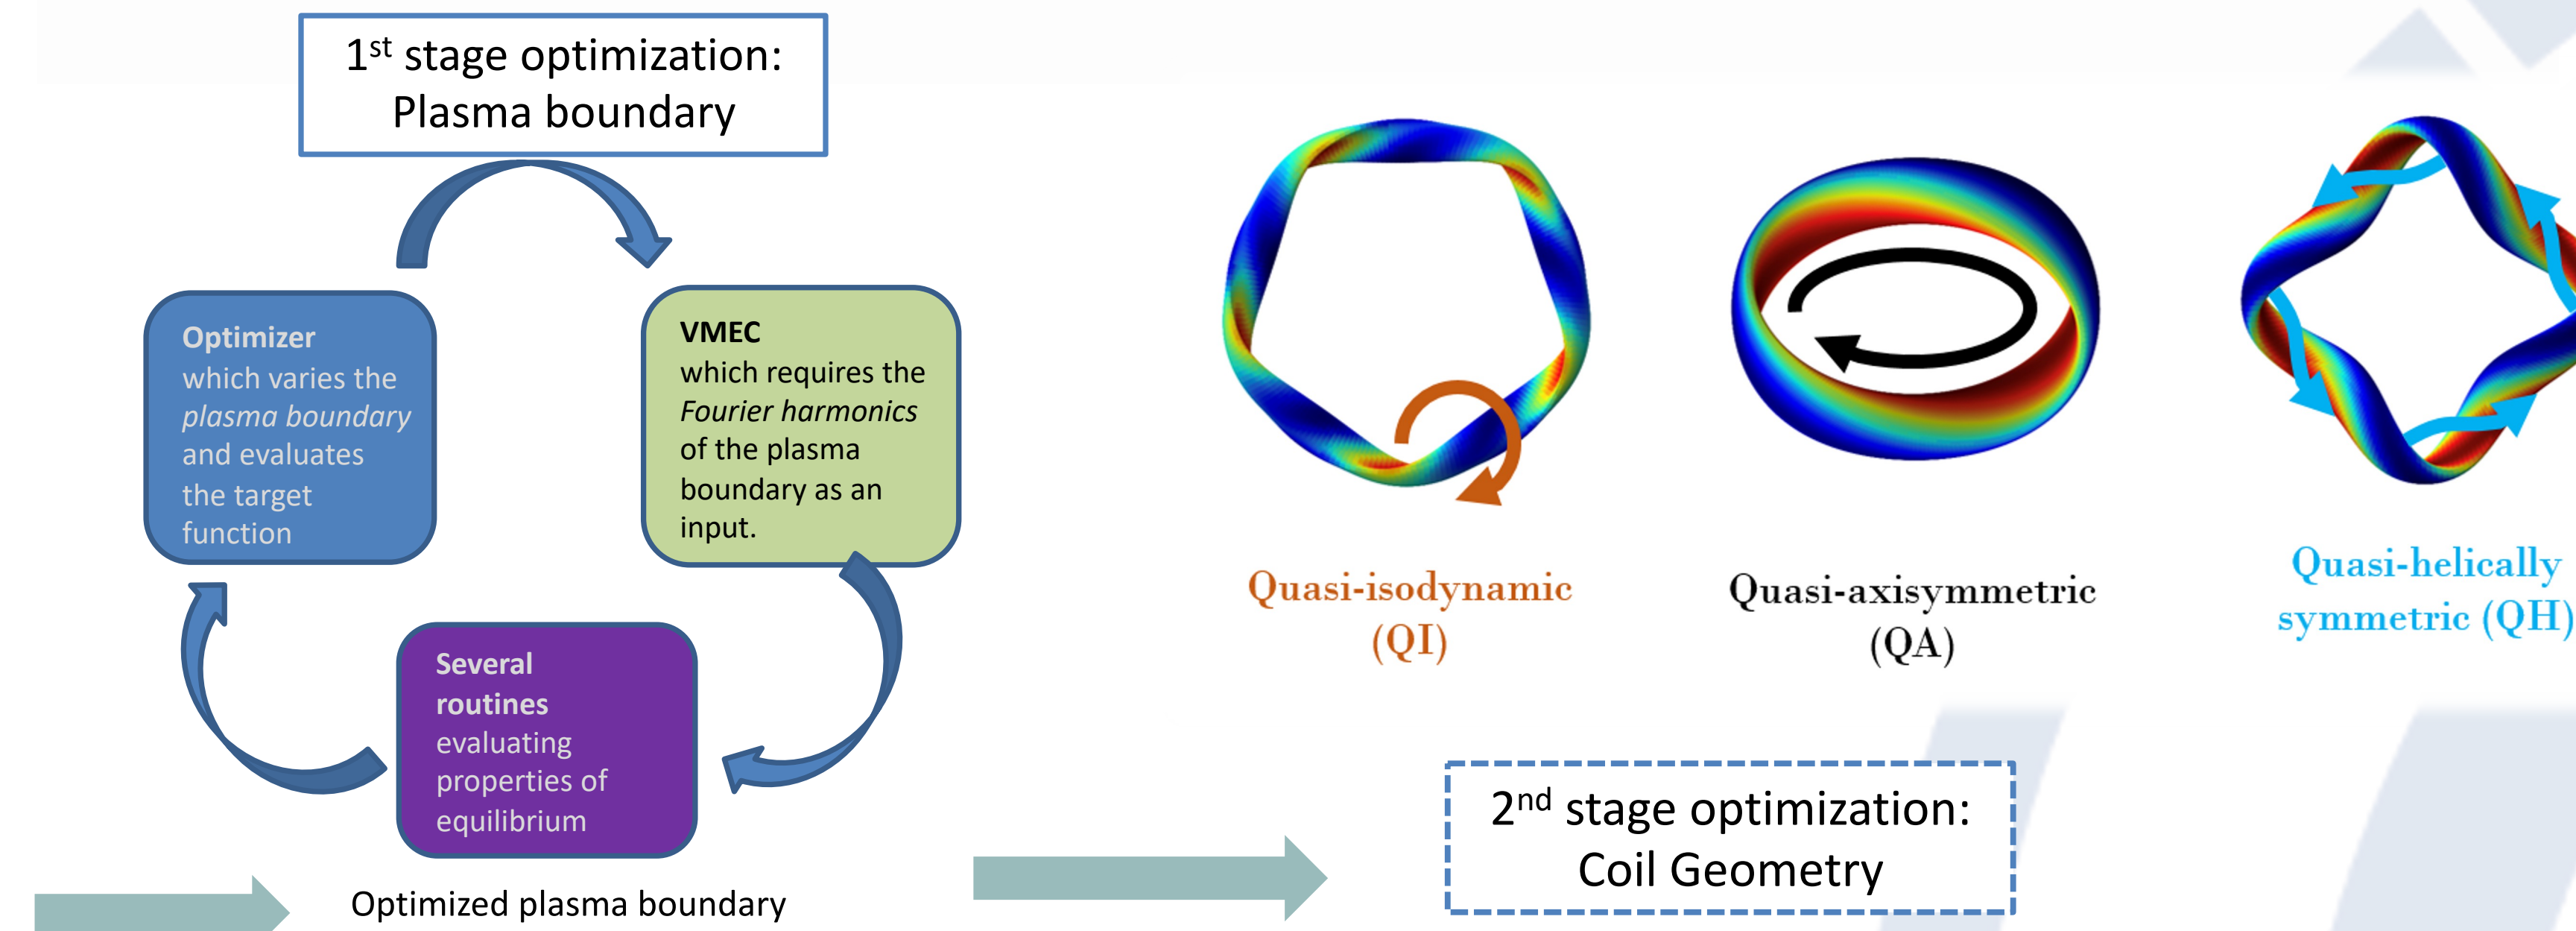 1st stage optimization:
Plasma boundary
Optimizer
which varies the
plasma boundary
and evaluates
the target
function
VMEC
which requires the
Fourier harmonics
of the plasma
boundary as an
input.
Several
routines
evaluating
properties of
equilibrium
Optimized plasma boundary
Quasi-isodynamic
(QI)
Quasi-axisymmetric
(QA)
Quasi-helically
symmetric (QH)
2nd stage optimization:
Coil Geometry